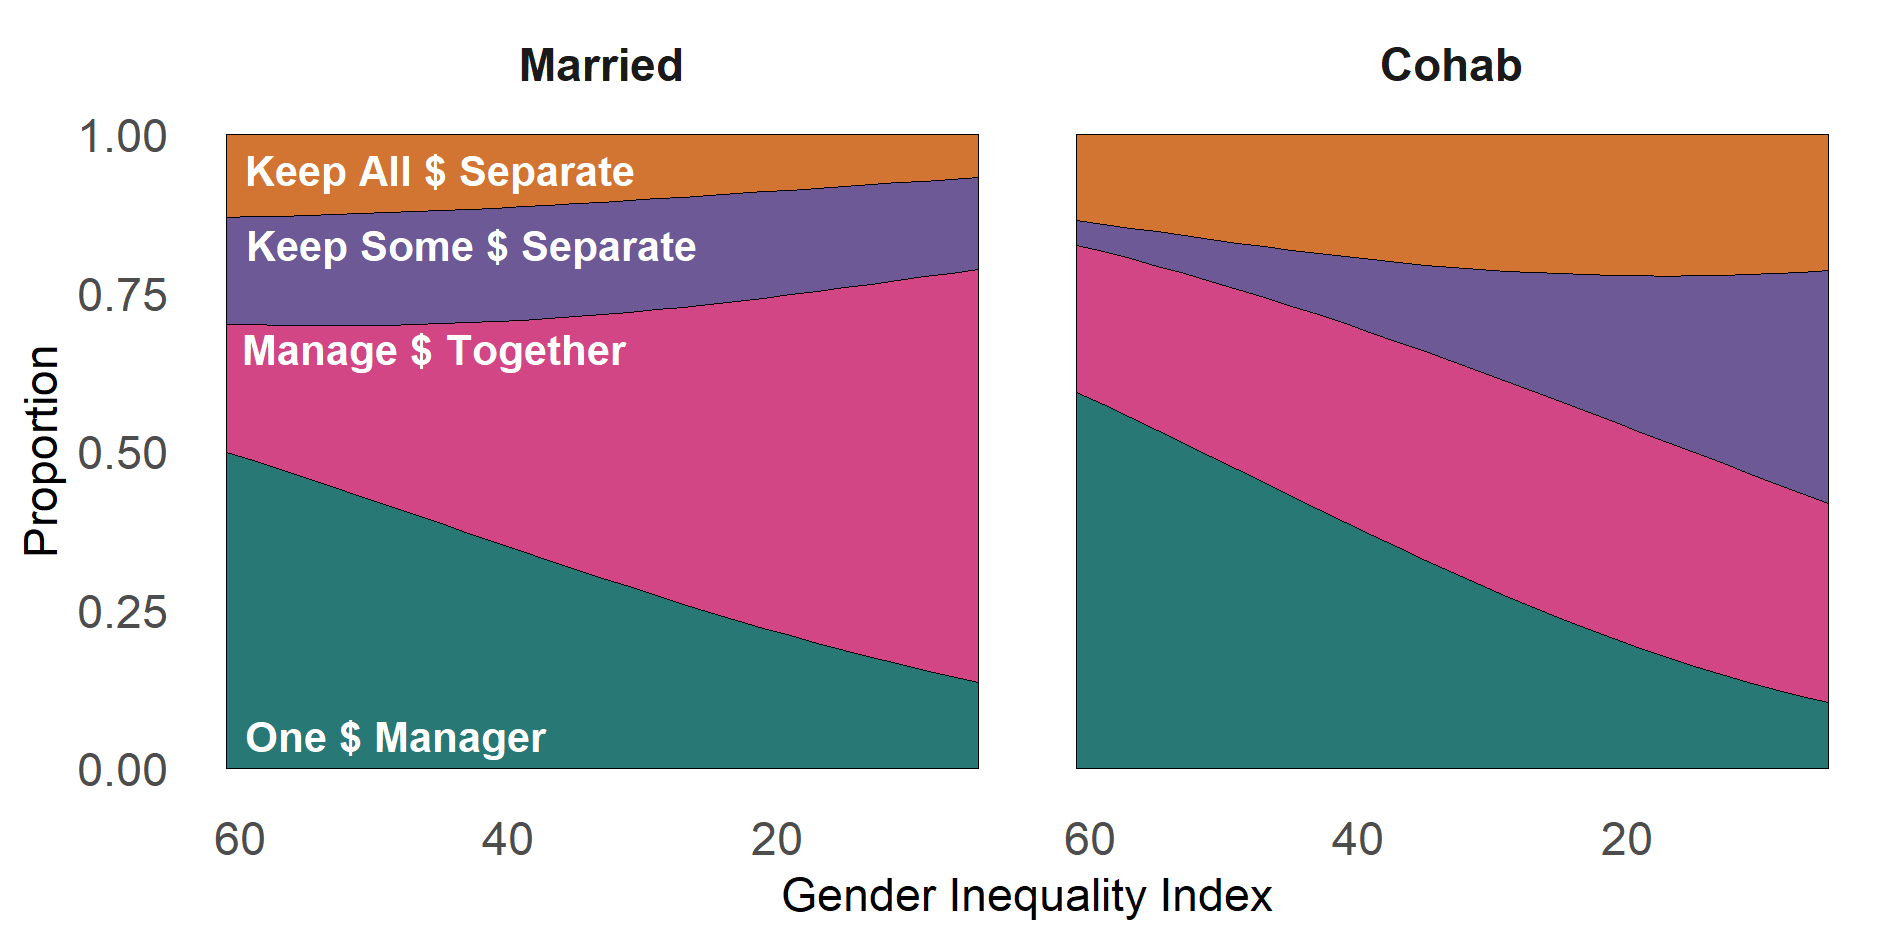 Married
Cohab
1.00
0.75
0.50
0.25
0.00
Proportion
Keep All $ Separate
Keep Some $ Separate
Manage $ Together
One $ Manager
60 40 20
60 40 20
Gender Inequality Index